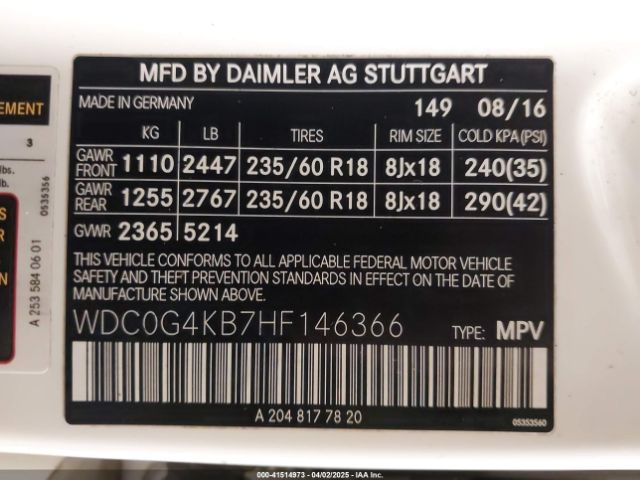 MFD BY DAIMLER AG STUTTGART
MADE IN GERMANY 149 08/16
KG LB TIRES RIM SIZE COLD KPA(PSI)
GAWR FRONT 1110 2447 235/60 R18 8Jx18 240(35)
GAWR REAR 1255 2767 235/60 R18 8Jx18 290(42)
GVWR 2365 5214
THIS VEHICLE CONFORMS TO ALL APPLICABLE FEDERAL MOTOR VEHICLE
SAFETY AND THEFT PREVENTION STANDARDS IN EFFECT ON THE DATE OF
MANUFACTURE SHOWN ABOVE.
WDC0G4KB7HF146366 TYPE: MPV
A 204 817 78 20 05353560
EMENT
3
lbs.
lb.
S
R
ON
0535356
A 253 584 06 01
000-41514973 - 04/02/2025 - IAA Inc.